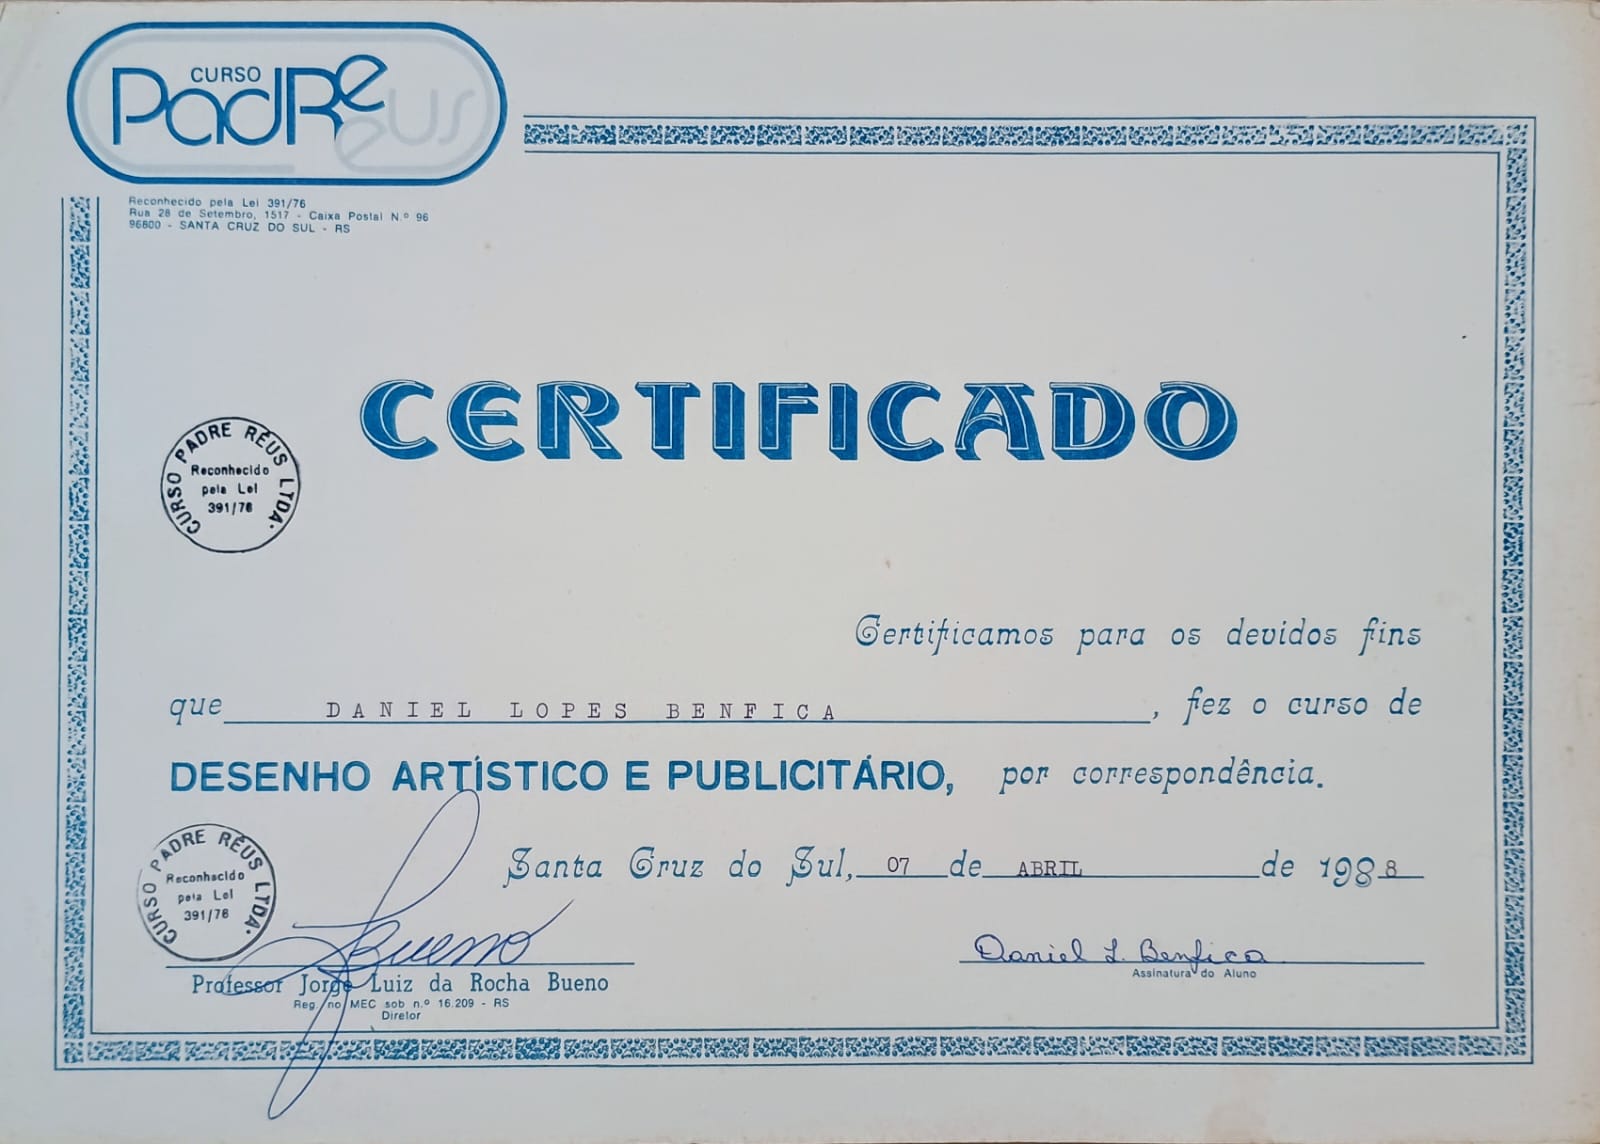 CURSO
PadRe
Reus
Reconhecido pela Lei 391/76
Rua 28 de Setembro, 1517 - Caixa Postal N.º 96
96800 - SANTA CRUZ DO SUL - RS
CERTIFICADO
CURSO PADRE RÉUS LTDA.
Reconhecido
pela Lei
391/76
Certificamos para os devidos fins
que DANIEL LOPES BENFICA, fez o curso de
DESENHO ARTÍSTICO E PUBLICITÁRIO, por correspondência.
CURSO PADRE RÉUS LTDA.
Reconhecido
pela Lei
391/76
Santa Cruz do Sul, 07 de ABRIL de 1988
Bueno
Professor Jorge Luiz da Rocha Bueno
Reg. no MEC sob n.º 16.209 - RS
Diretor
Daniel L. Benfica
Assinatura do Aluno